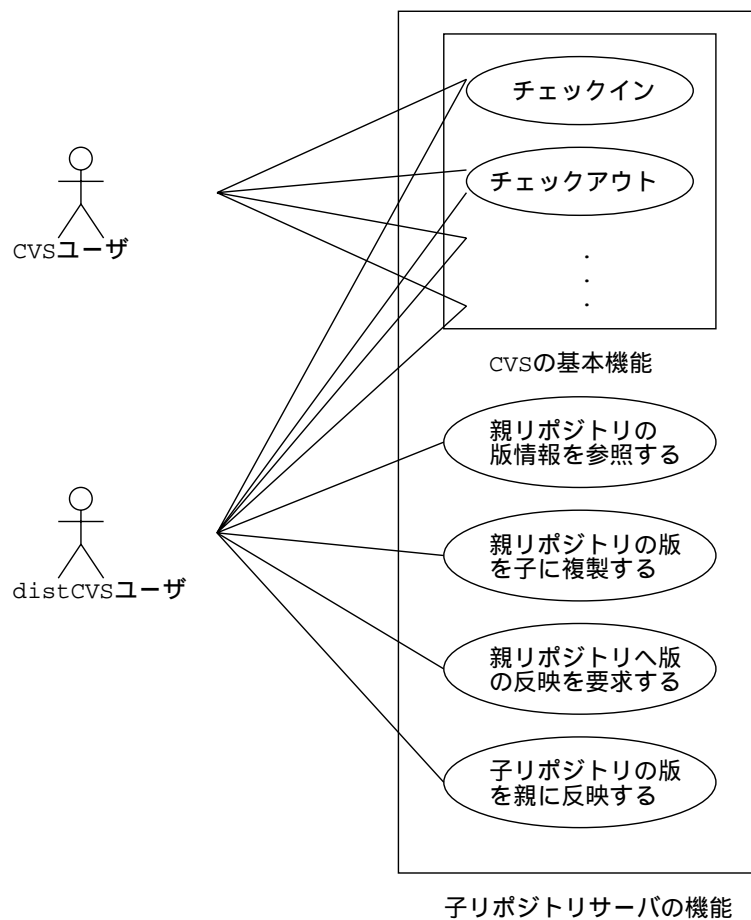 チェックイン
チェックアウト
CVSユーザ
.
.
.
CVSの基本機能
親リポジトリの
版情報を参照する
親リポジトリの版
を子に複製する
distCVSユーザ
親リポジトリへ版
の反映を要求する
子リポジトリの版
を親に反映する
子リポジトリサーバの機能